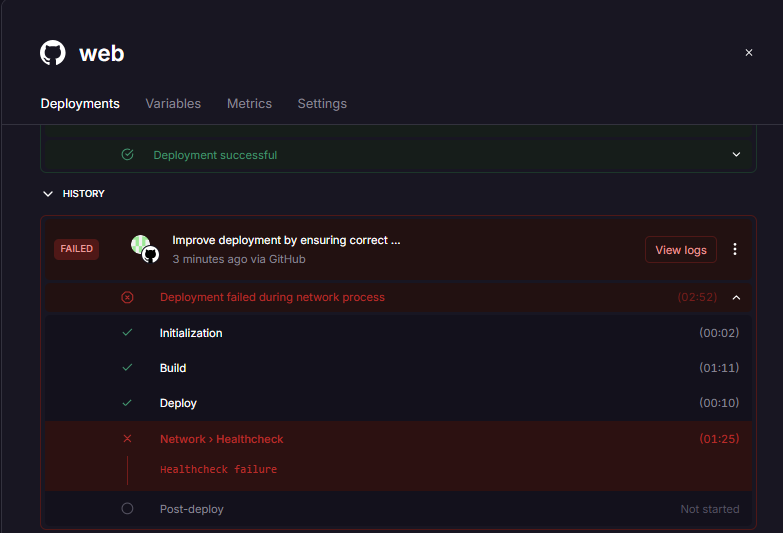 web
Deployments Variables Metrics Settings
Deployment successful
HISTORY
FAILED
Improve deployment by ensuring correct ...
3 minutes ago via GitHub
View logs
Deployment failed during network process (02:52)
Initialization (00:02)
Build (01:11)
Deploy (00:10)
Network › Healthcheck (01:25)
Healthcheck failure
Post-deploy Not started